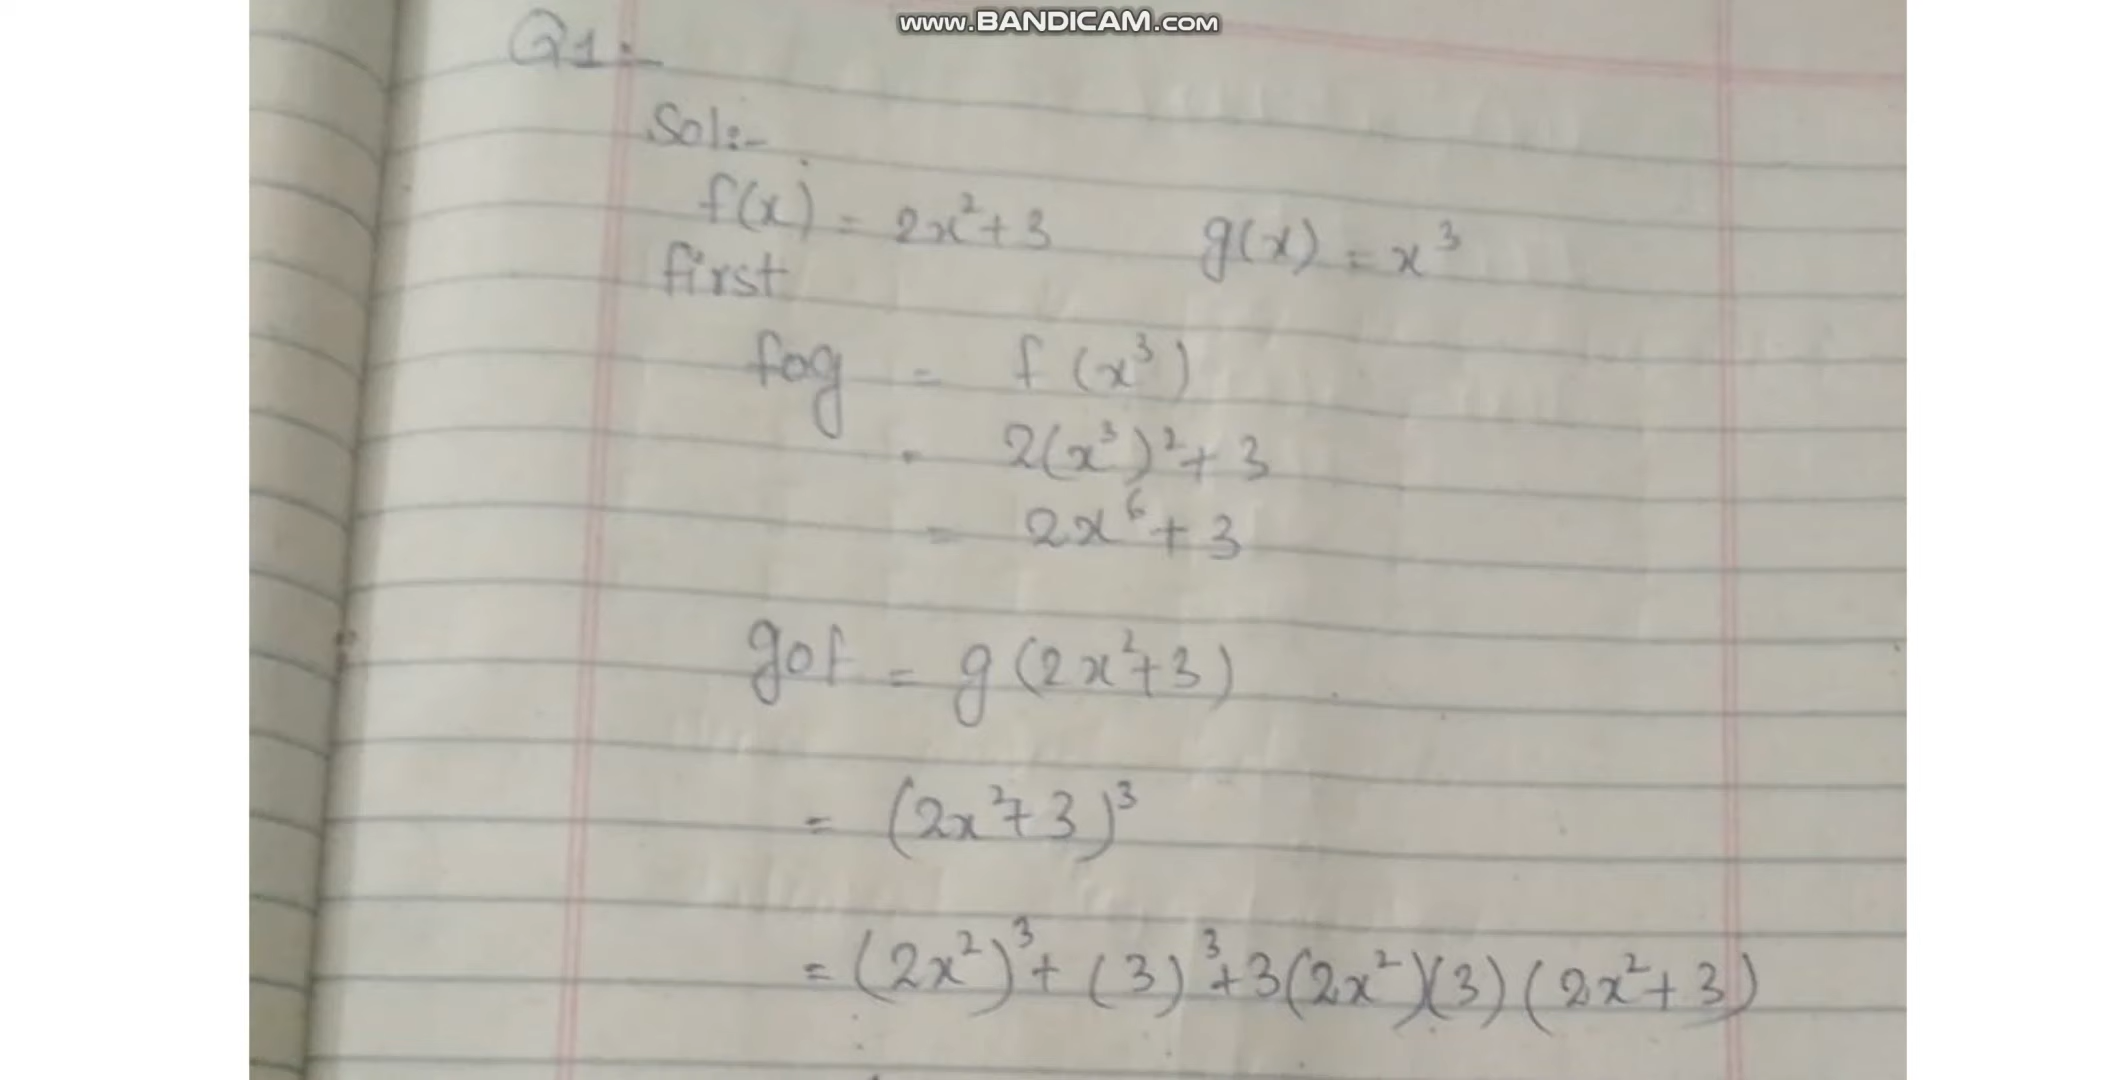 www.BANDICAM.com
Q1:-
Sol:-
f(x) = 2x²+3 g(x) = x³
first
fog = f(x³)
= 2(x³)²+3
= 2x⁶+3
gof = g(2x²+3)
= (2x²+3)³
= (2x²)³+(3)³+3(2x²)(3)(2x²+3)